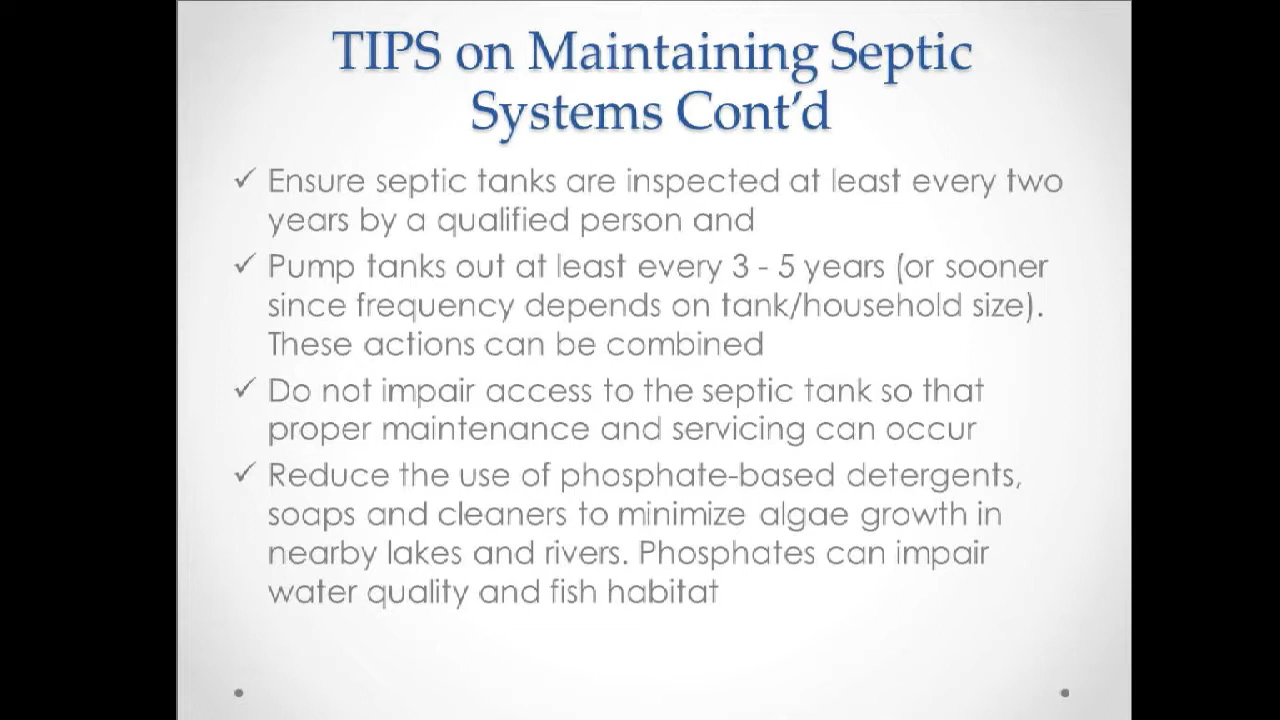 TIPS on Maintaining Septic
Systems Cont’d
✓ Ensure septic tanks are inspected at least every two
years by a qualified person and
✓ Pump tanks out at least every 3 - 5 years (or sooner
since frequency depends on tank/household size).
These actions can be combined
✓ Do not impair access to the septic tank so that
proper maintenance and servicing can occur
✓ Reduce the use of phosphate-based detergents,
soaps and cleaners to minimize algae growth in
nearby lakes and rivers. Phosphates can impair
water quality and fish habitat